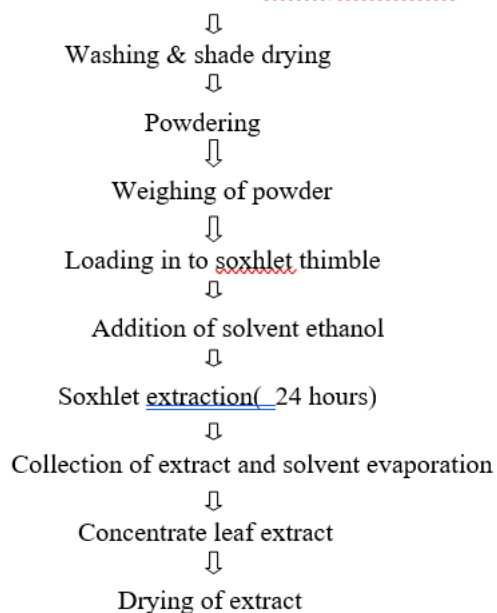 Washing & shade drying
Powdering
Weighing of powder
Loading in to soxhlet thimble
Addition of solvent ethanol
Soxhlet extraction(  24 hours)
Collection of extract and solvent evaporation
Concentrate leaf extract
Drying of extract